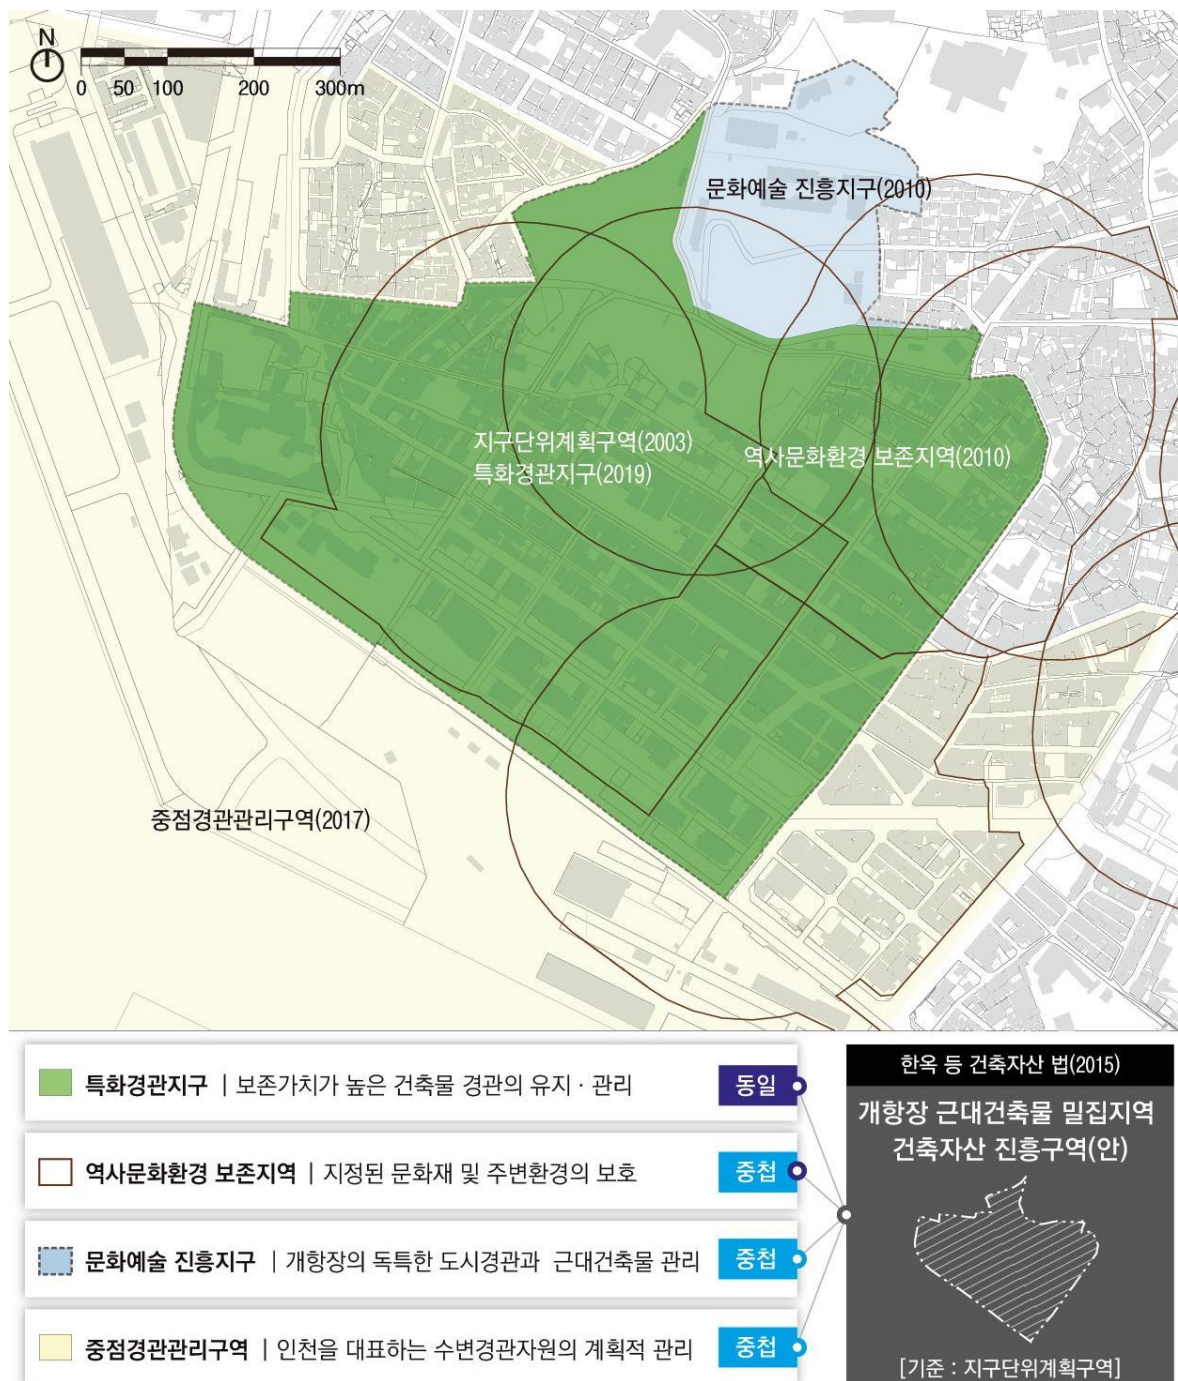 N
0 50 100 200 300m
문화예술 진흥지구(2010)
지구단위계획구역(2003)
특화경관지구(2019)
역사문화환경 보존지역(2010)
중점경관관리구역(2017)
특화경관지구 | 보존가치가 높은 건축물 경관의 유지 · 관리
동일
역사문화환경 보존지역 | 지정된 문화재 및 주변환경의 보호
중첩
문화예술 진흥지구 | 개항장의 독특한 도시경관과 근대건축물 관리
중첩
중점경관관리구역 | 인천을 대표하는 수변경관자원의 계획적 관리
중첩
한옥 등 건축자산 법(2015)
개항장 근대건축물 밀집지역
건축자산 진흥구역(안)
[기준 : 지구단위계획구역]